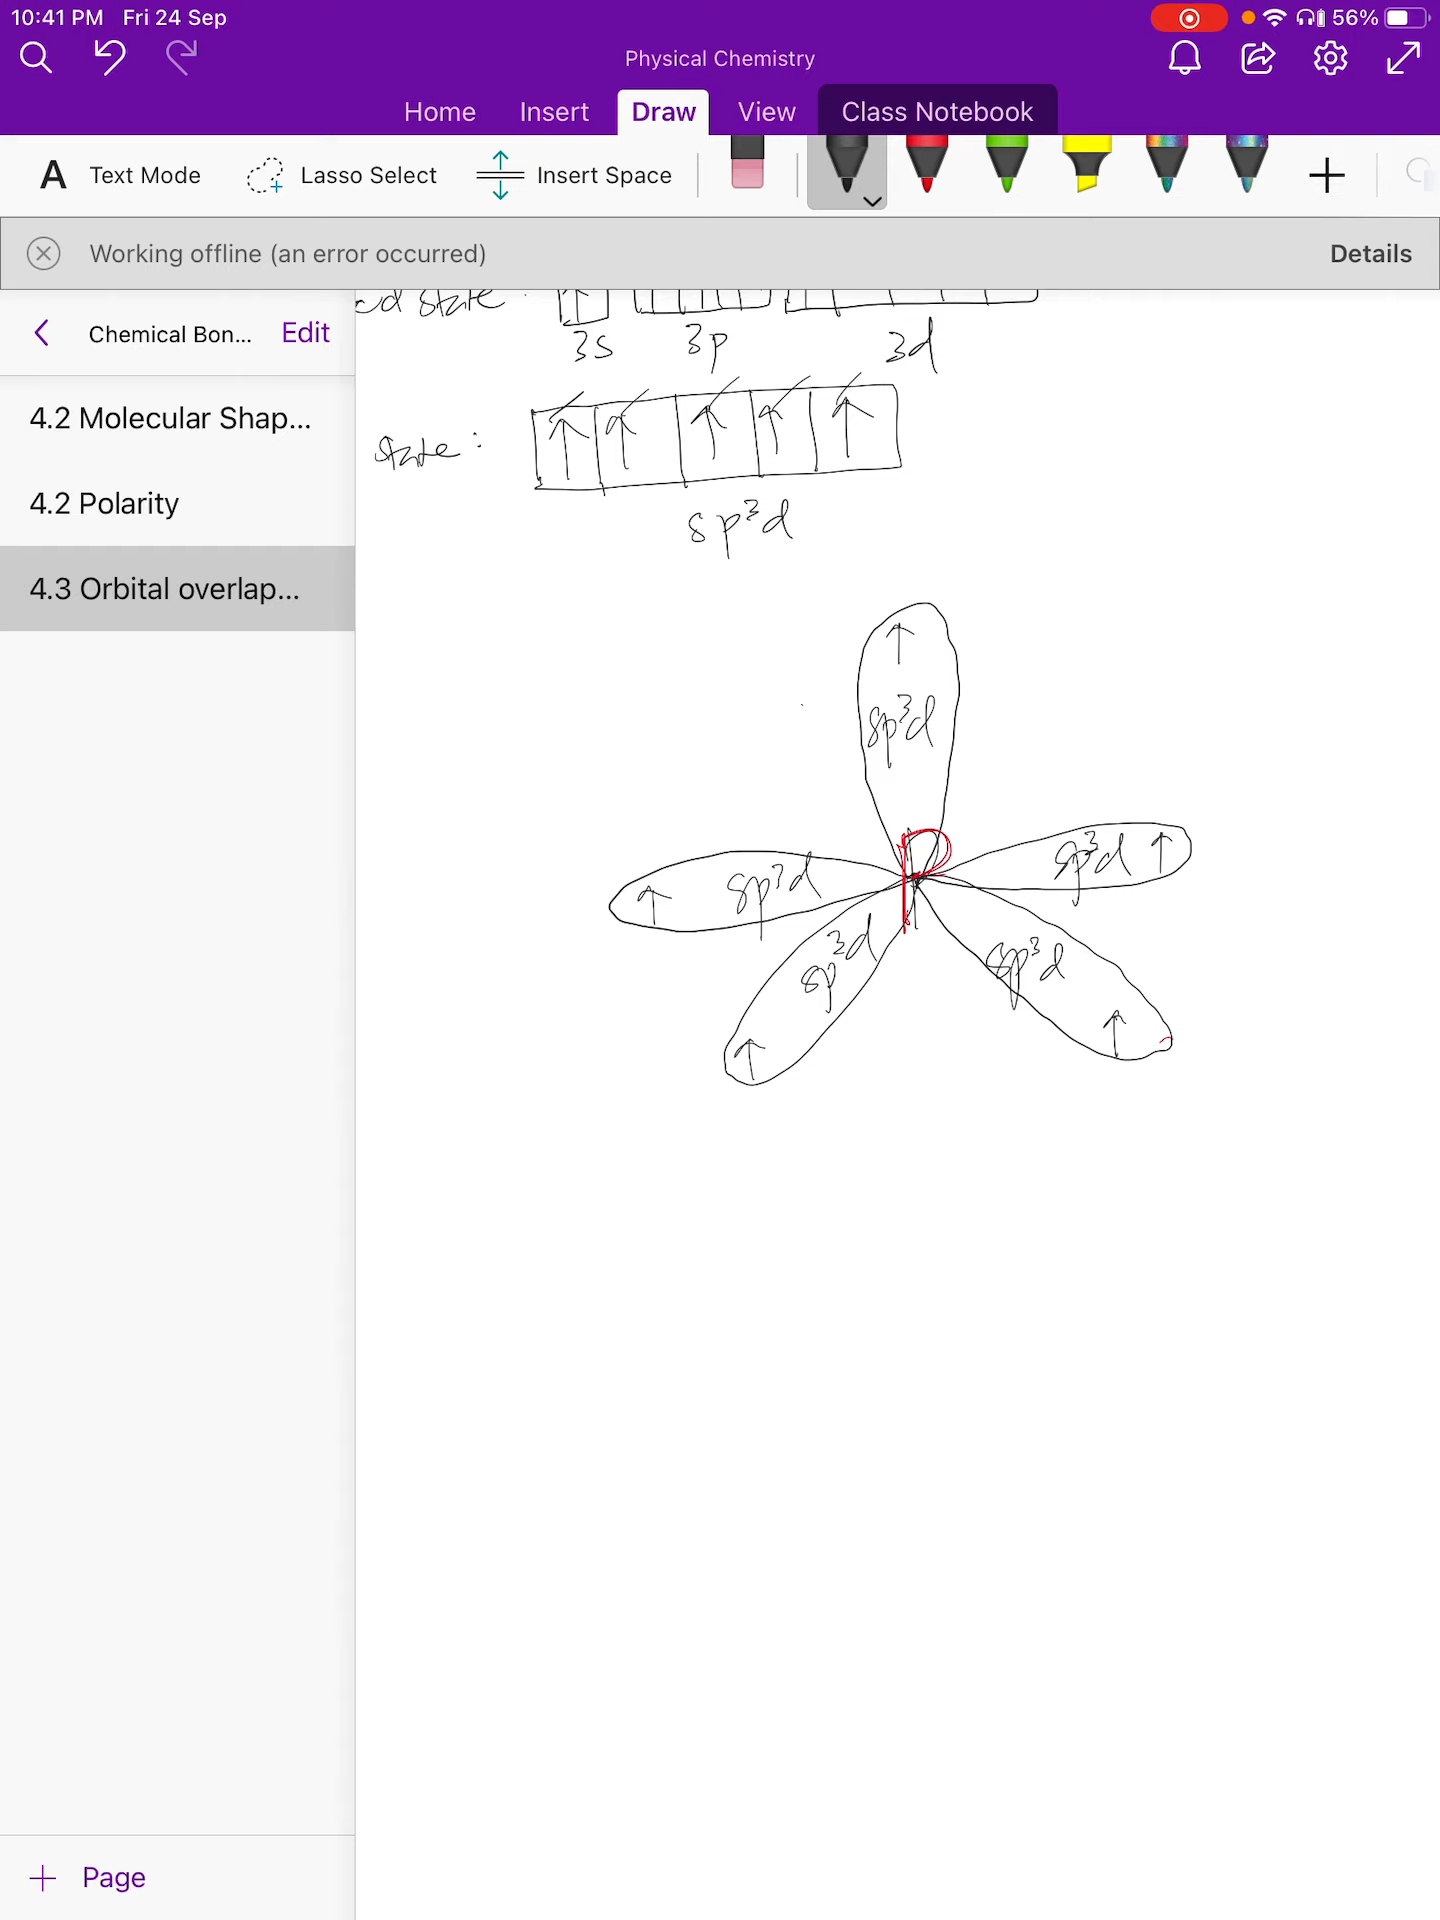 10:41 PM Fri 24 Sep
56%
Physical Chemistry
Home Insert Draw View Class Notebook
A Text Mode Lasso Select Insert Space
Working offline (an error occurred) Details
Chemical Bon... Edit
4.2 Molecular Shap...
4.2 Polarity
4.3 Orbital overlap...
+ Page
state :
3s 3p 3d
state :
sp³d
sp³d
sp³d
sp³d
sp³d
sp³d
P